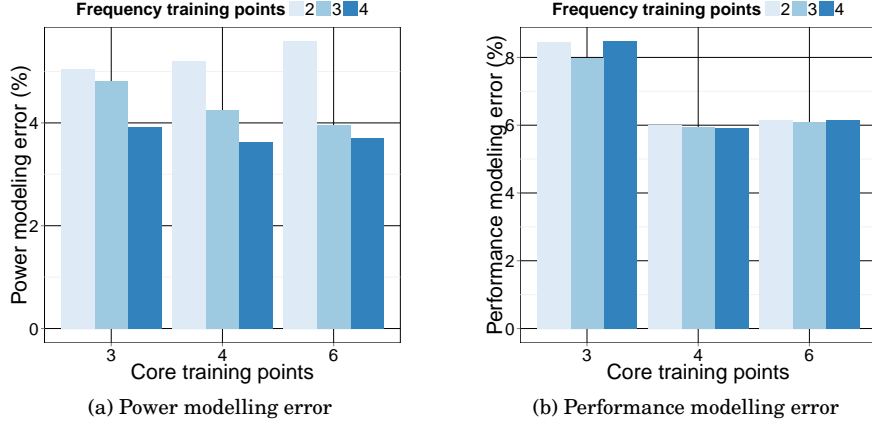 Frequency training points 2 3 4
Power modeling error (%)
4
2
0
3 4 6
Core training points
(a) Power modelling error
Frequency training points 2 3 4
Performance modeling error (%)
8
6
4
2
0
3 4 6
Core training points
(b) Performance modelling error